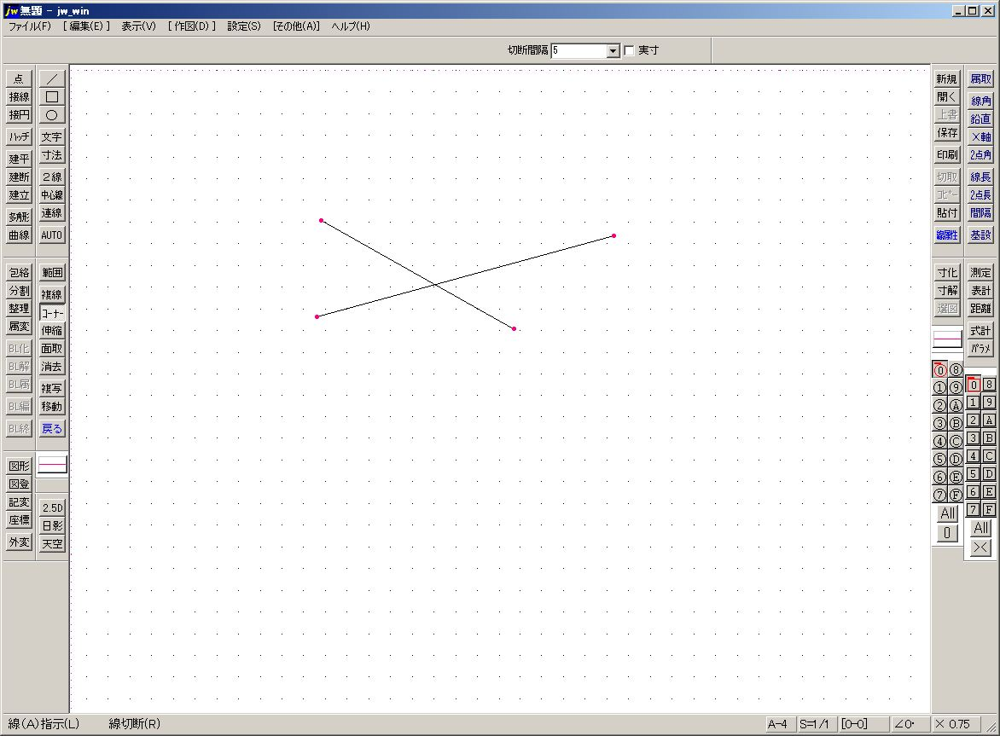 jw 無題 - jw_win
ファイル(F) [ 編集(E) ] 表示(V) [ 作図(D) ] 設定(S) [その他(A)] ヘルプ(H)
切断間隔 5 実寸
点
接線
接円
ハッチ
建平
建断
建立
多角形
曲線
包絡
分割
整理
属変
BL化
BL解
BL属
BL編
BL終
図形
図登
記変
座標
外変
／
□
○
文字
寸法
２線
中心線
連線
AUTO
範囲
複線
コーナー
伸縮
面取
消去
複写
移動
戻る
2.5D
日影
天空
新規
開く
上書
保存
印刷
切取
コピー
貼付
線属性
寸化
寸解
選図
0 8
1 9
2 A
3 B
4 C
5 D
6 E
7 F
All
0
属取
線角
鉛直
X軸
2点角
線長
2点長
間隔
基設
測定
表計
距離
式計
パラメ
0 8
1 9
2 A
3 B
4 C
5 D
6 E
7 F
All
><
線(A)指示(L) 線切断(R) A-4 S=1/1 [0-0] ∠0 × 0.75